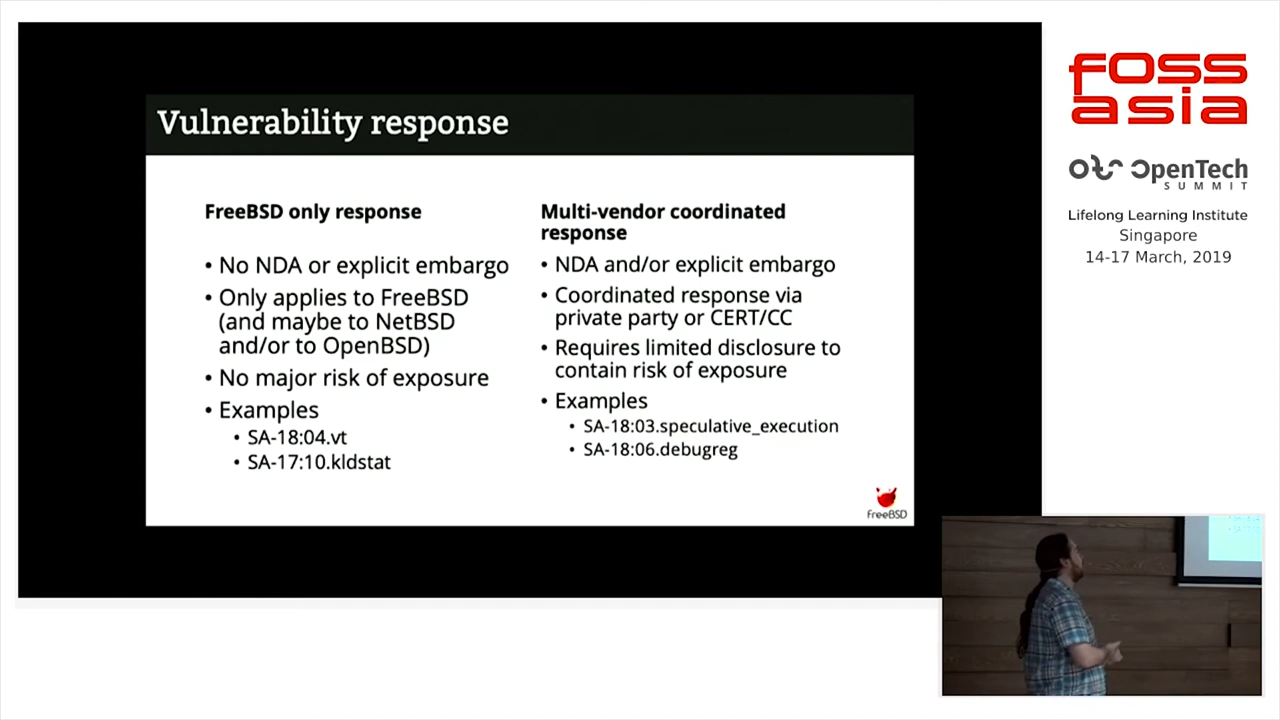 Vulnerability response
FreeBSD only response
• No NDA or explicit embargo
• Only applies to FreeBSD
(and maybe to NetBSD
and/or to OpenBSD)
• No major risk of exposure
• Examples
• SA-18:04.vt
• SA-17:10.kldstat
Multi-vendor coordinated
response
• NDA and/or explicit embargo
• Coordinated response via
private party or CERT/CC
• Requires limited disclosure to
contain risk of exposure
• Examples
• SA-18:03.speculative_execution
• SA-18:06.debugreg
FreeBSD
foss
asia
OpenTech
SUMMIT
Lifelong Learning Institute
Singapore
14-17 March, 2019